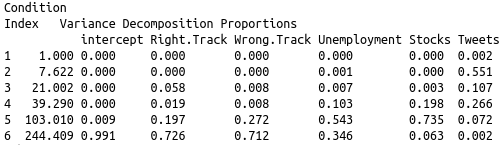 Condition
Index   Variance Decomposition Proportions
           intercept Right.Track Wrong.Track Unemployment Stocks Tweets
1    1.000 0.000     0.000       0.000       0.000        0.000  0.002
2    7.622 0.000     0.000       0.000       0.001        0.000  0.551
3   21.002 0.000     0.058       0.008       0.007        0.003  0.107
4   39.290 0.000     0.019       0.008       0.103        0.198  0.266
5  103.010 0.009     0.197       0.272       0.543        0.735  0.072
6  244.409 0.991     0.726       0.712       0.346        0.063  0.002